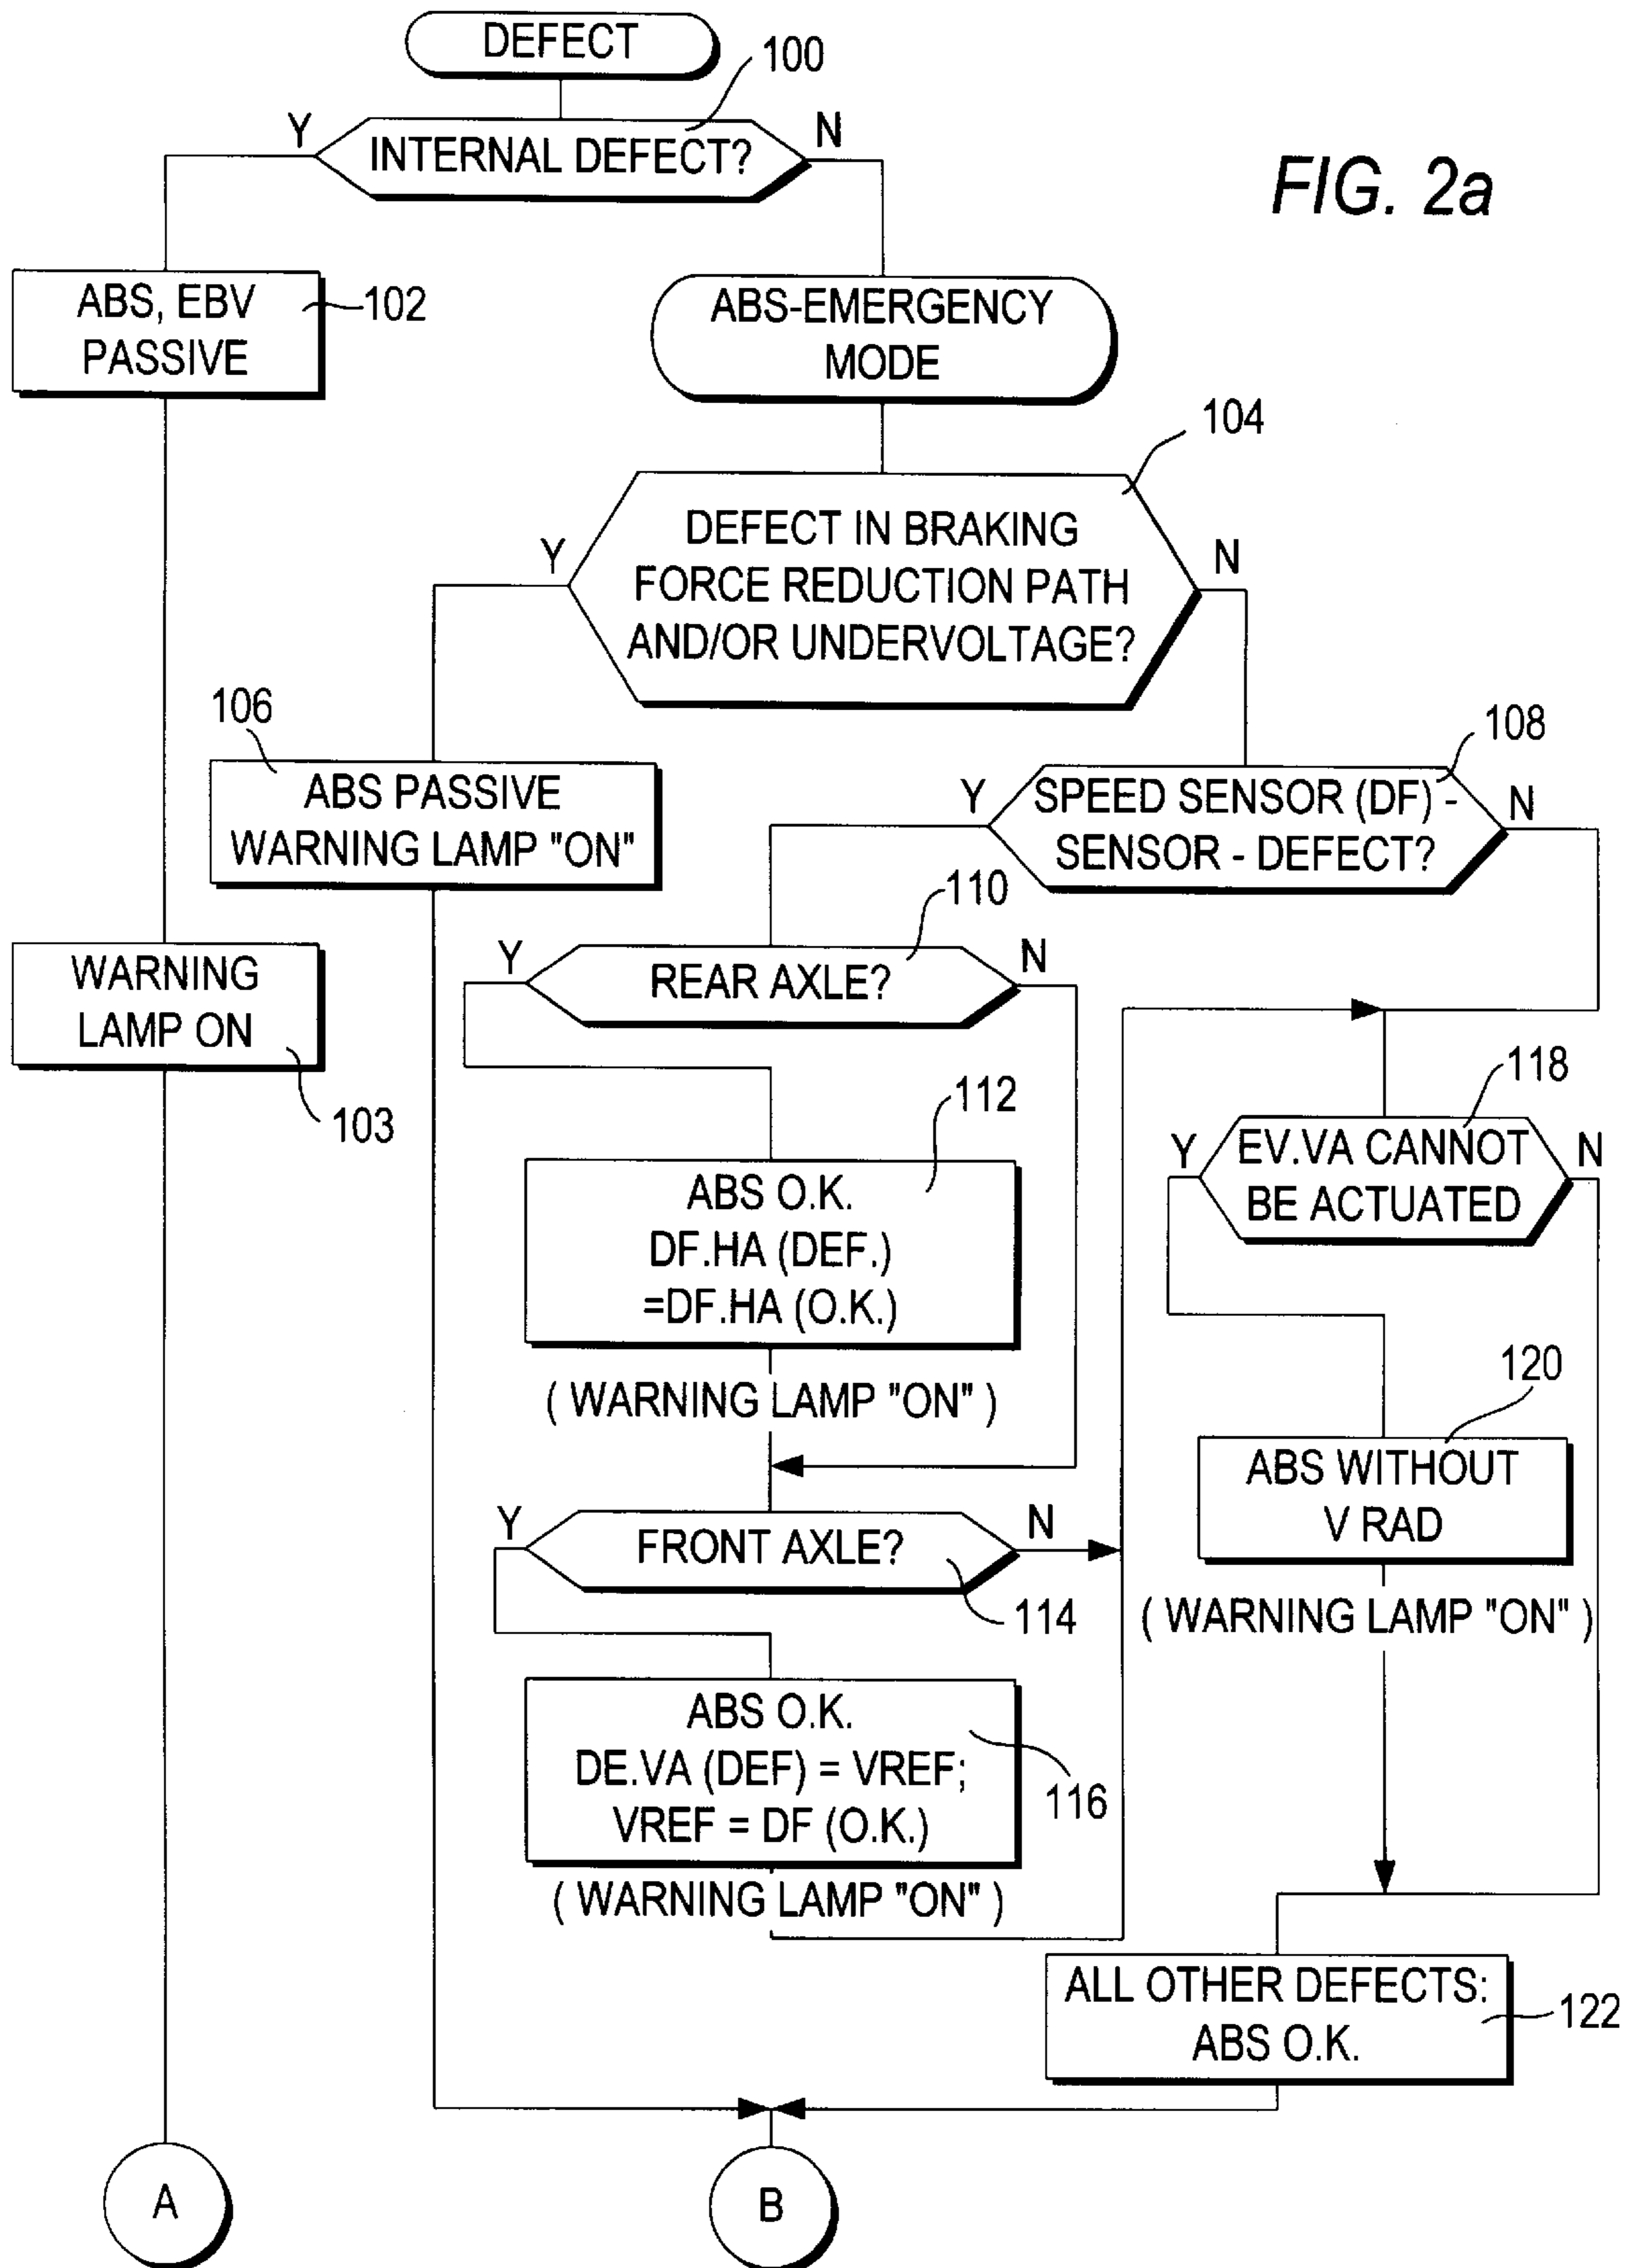 DEFECT
100
Y
INTERNAL DEFECT?
N
FIG. 2a
ABS, EBV
PASSIVE
102
ABS-EMERGENCY
MODE
104
Y
DEFECT IN BRAKING
FORCE REDUCTION PATH
AND/OR UNDERVOLTAGE?
N
106
ABS PASSIVE
WARNING LAMP "ON"
108
Y
SPEED SENSOR (DF) -
SENSOR - DEFECT?
N
110
Y
REAR AXLE?
N
WARNING
LAMP ON
103
112
ABS O.K.
DF.HA (DEF.)
=DF.HA (O.K.)
( WARNING LAMP "ON" )
118
Y
EV.VA CANNOT
BE ACTUATED
N
120
ABS WITHOUT
V RAD
( WARNING LAMP "ON" )
Y
FRONT AXLE?
N
114
ABS O.K.
DE.VA (DEF) = VREF;
VREF = DF (O.K.)
116
( WARNING LAMP "ON" )
ALL OTHER DEFECTS:
ABS O.K.
122
A
B